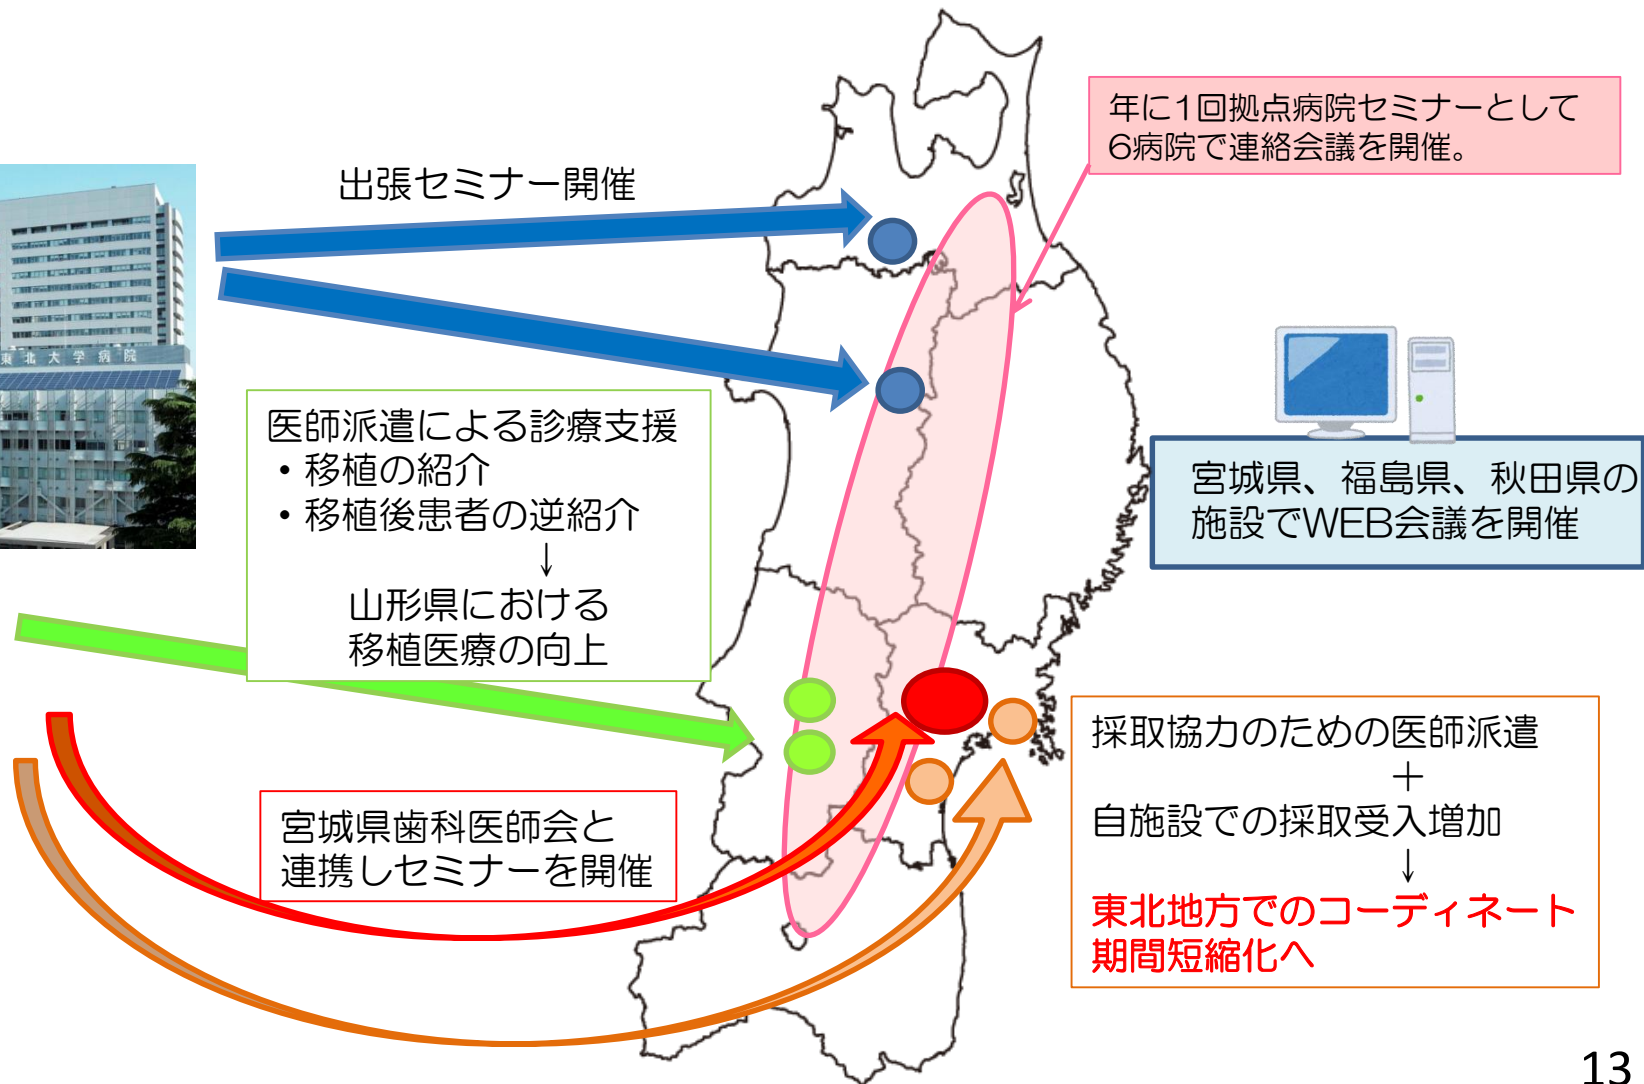 年に1回拠点病院セミナーとして
6病院で連絡会議を開催。
出張セミナー開催
東北大学病院
医師派遣による診療支援
・移植の紹介
・移植後患者の逆紹介
↓
山形県における
移植医療の向上
宮城県、福島県、秋田県の
施設でWEB会議を開催
宮城県歯科医師会と
連携しセミナーを開催
採取協力のための医師派遣
＋
自施設での採取受入増加
↓
東北地方でのコーディネート
期間短縮化へ
13